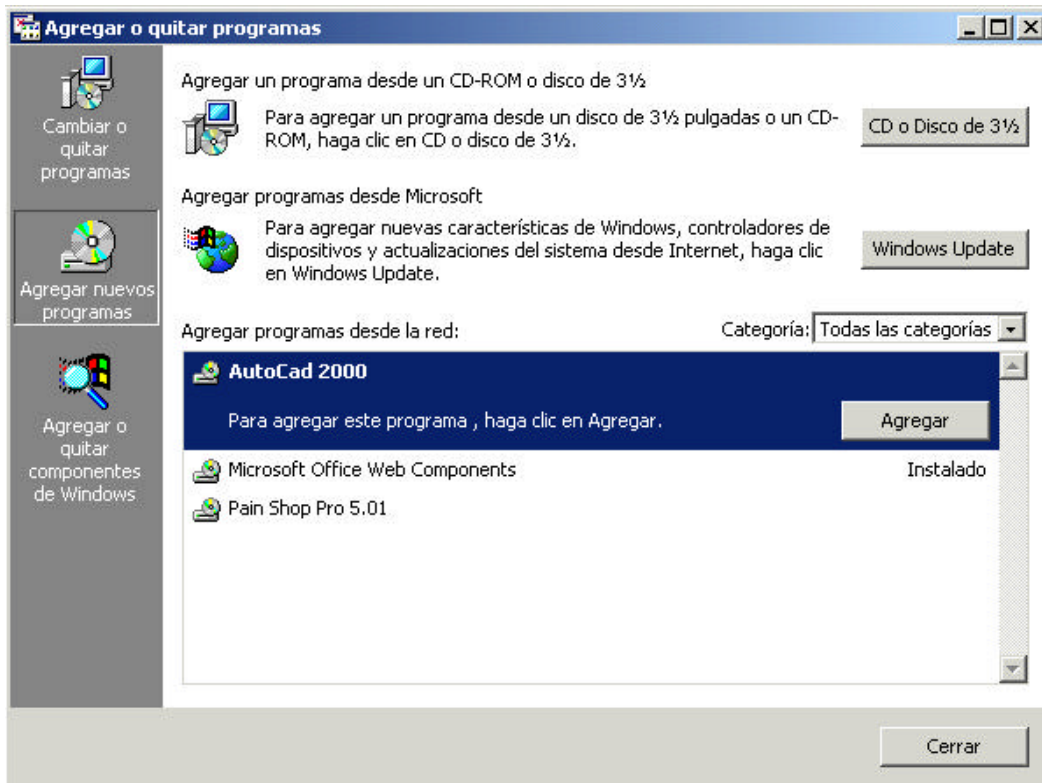 Agregar o quitar programas
Cambiar o
quitar
programas
Agregar nuevos
programas
Agregar o
quitar
componentes
de Windows
Agregar un programa desde un CD-ROM o disco de 3½
Para agregar un programa desde un disco de 3½ pulgadas o un CD-
ROM, haga clic en CD o disco de 3½.
CD o Disco de 3½
Agregar programas desde Microsoft
Para agregar nuevas características de Windows, controladores de
dispositivos y actualizaciones del sistema desde Internet, haga clic
en Windows Update.
Windows Update
Agregar programas desde la red:
Categoría: Todas las categorías
AutoCad 2000
Para agregar este programa , haga clic en Agregar.
Agregar
Microsoft Office Web Components Instalado
Pain Shop Pro 5.01
Cerrar